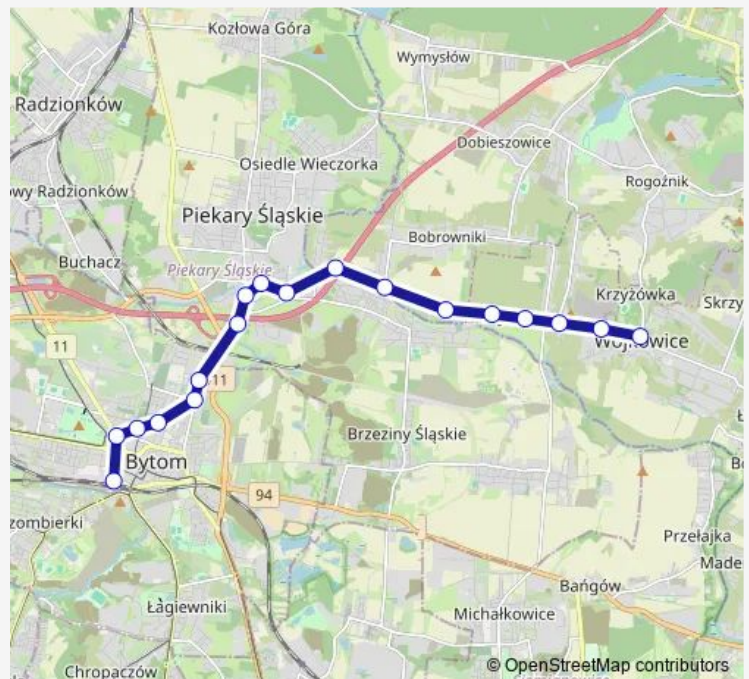 Kozłowa Góra
Wymysłów
Radzionków
Dobieszowice
Osiedle Wieczorka
Rogoźnik
owy Radzionków
Piekary Śląskie
Bobrowniki
Buchacz
Piekary Śląskie
Krzyżówka
Skrzy
Wojkowice
11
11
Brzeziny Śląskie
Bytom
94
zombierki
Przełajka
Made
Bańgów
Łagiewniki
Michałkowice
Chropaczów
© OpenStreetMap contributors